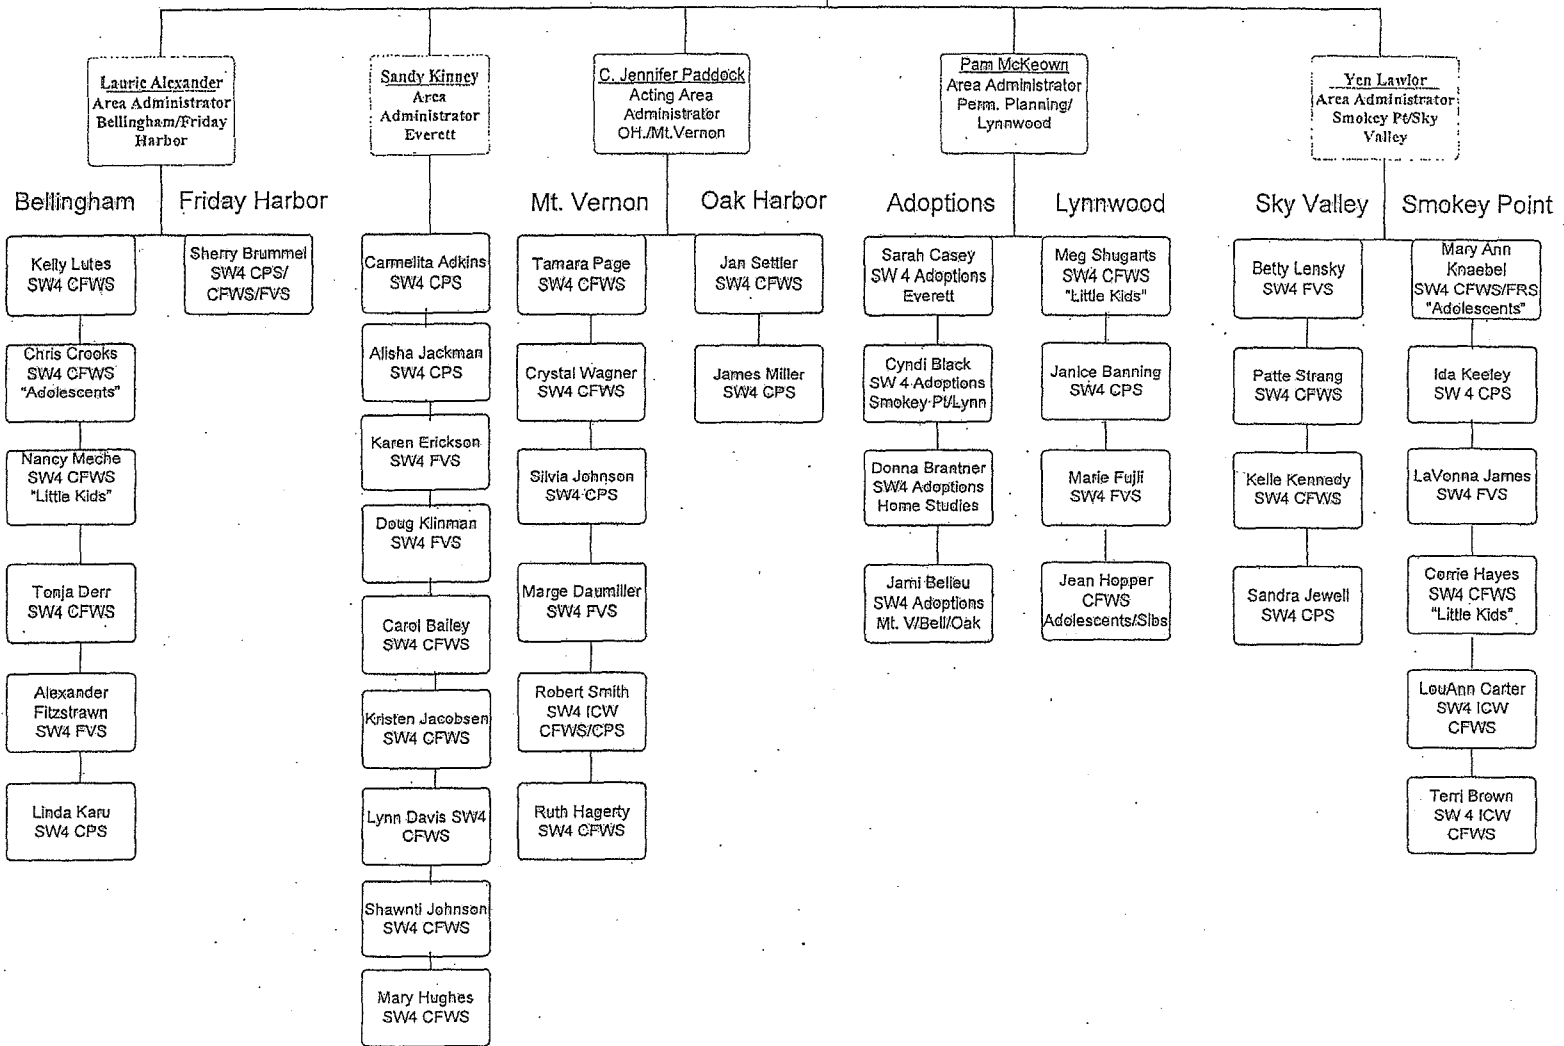 Laurie Alexander
Area Administrator
Bellingham/Friday
Harbor
Sandy Kinney
Area
Administrator
Everett
C. Jennifer Paddock
Acting Area
Administrator
OH./Mt.Vernon
Pam McKeown
Area Administrator
Perm. Planning/
Lynnwood
Yen Lawlor
Area Administrator
Smokey Pt/Sky
Valley
Bellingham
Kelly Lutes
SW4 CFWS
Chris Crooks
SW4 CFWS
"Adolescents"
Nancy Meche
SW4 CFWS
"Little Kids"
Tonja Derr
SW4 CFWS
Alexander
Fitzstrawn
SW4 FVS
Linda Karu
SW4 CPS
Friday Harbor
Sherry Brummel
SW4 CPS/
CFWS/FVS
Carmelita Adkins
SW4 CPS
Alisha Jackman
SW4 CPS
Karen Erickson
SW4 FVS
Doug Klinman
SW4 FVS
Carol Bailey
SW4 CFWS
Kristen Jacobsen
SW4 CFWS
Lynn Davis SW4
CFWS
Shawnti Johnson
SW4 CFWS
Mary Hughes
SW4 CFWS
Mt. Vernon
Tamara Page
SW4 CFWS
Crystal Wagner
SW4 CFWS
Silvia Johnson
SW4 CPS
Marge Daumiller
SW4 FVS
Robert Smith
SW4 ICW
CFWS/CPS
Ruth Hagerty
SW4 CFWS
Oak Harbor
Jan Settler
SW4 CFWS
James Miller
SW4 CPS
Adoptions
Sarah Casey
SW 4 Adoptions
Everett
Cyndi Black
SW 4 Adoptions
Smokey Pt/Lynn
Donna Brantner
SW4 Adoptions
Home Studies
Jami Belieu
SW4 Adoptions
Mt. V/Bell/Oak
Lynnwood
Meg Shugarts
SW4 CFWS
"Little Kids"
Janice Banning
SW4 CPS
Marie Fujii
SW4 FVS
Jean Hopper
CFWS
Adolescents/Sibs
Sky Valley
Betty Lensky
SW4 FVS
Patte Strang
SW4 CFWS
Kelle Kennedy
SW4 CFWS
Sandra Jewell
SW4 CPS
Smokey Point
Mary Ann
Knaebel
SW4 CFWS/FRS
"Adolescents"
Ida Keeley
SW 4 CPS
LaVonna James
SW4 FVS
Corrie Hayes
SW4 CFWS
"Little Kids"
LouAnn Carter
SW4 ICW
CFWS
Terri Brown
SW 4 ICW
CFWS